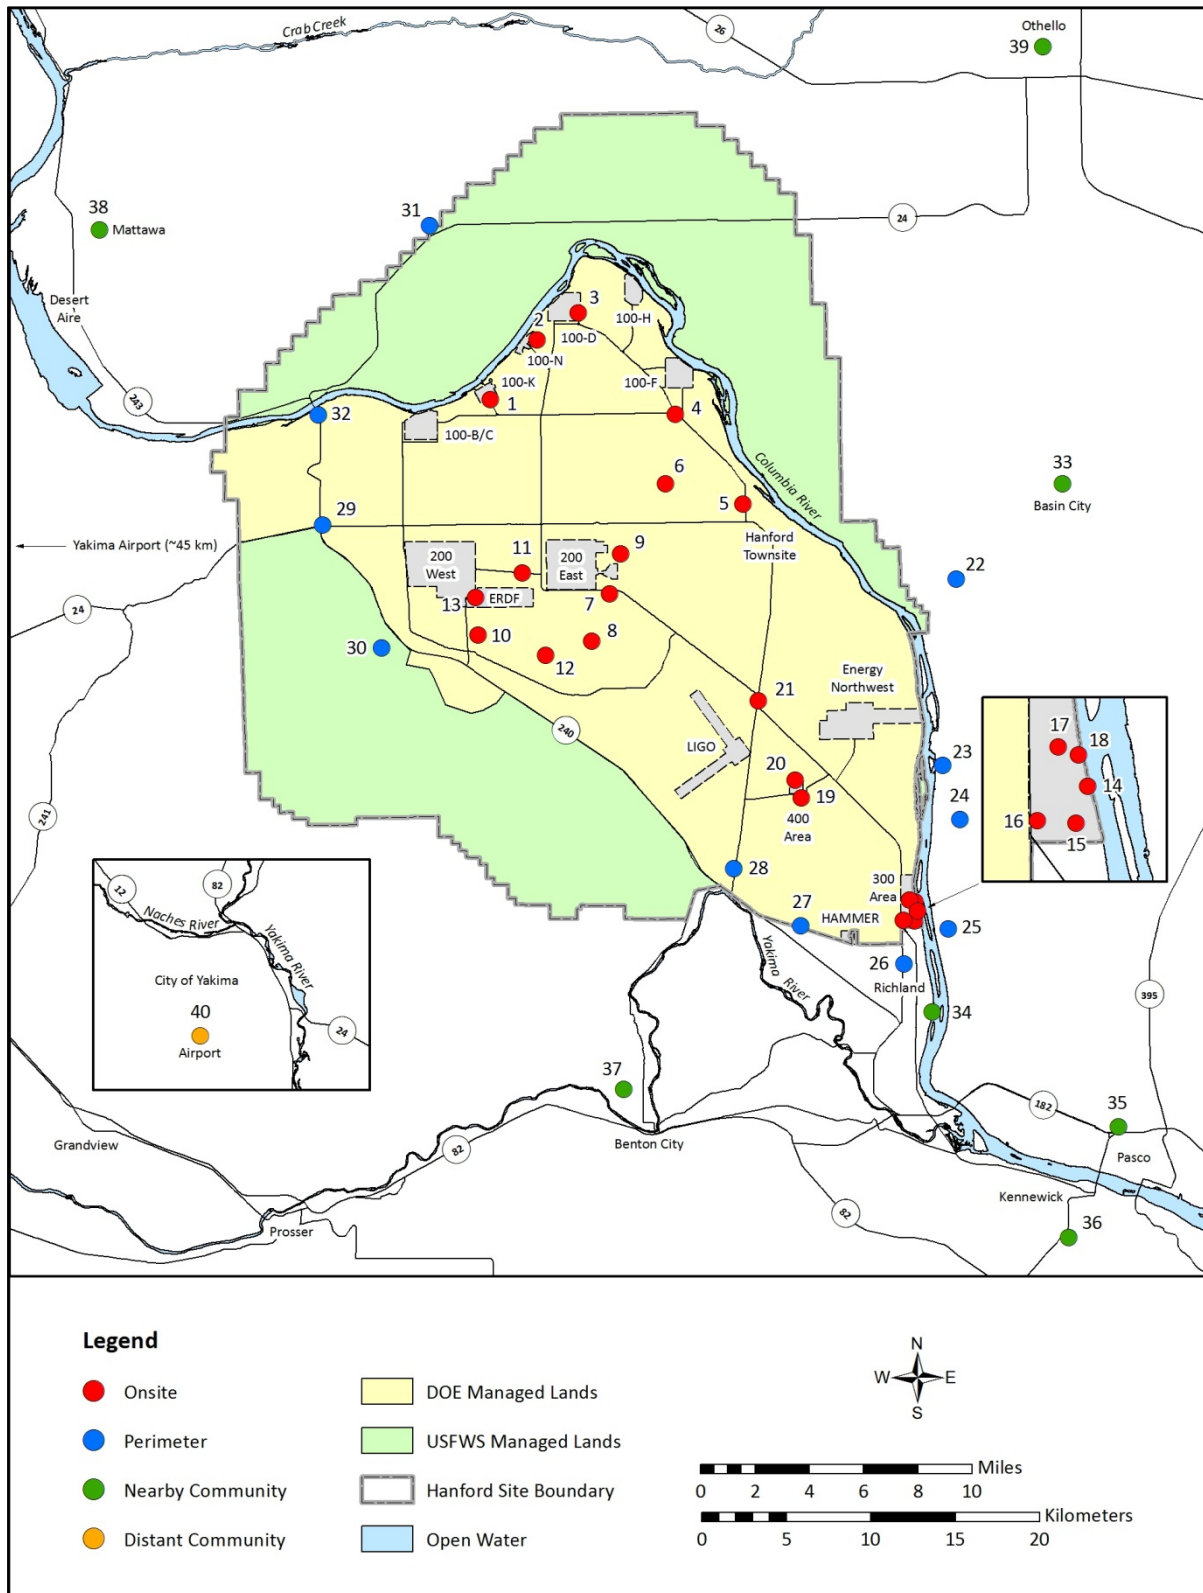 Crab Creek
26
Othello
39
38
Mattawa
31
24
Desert
Aire
243
3
2
100-H
100-D
100-N
100-K
100-F
1
4
32
100-B/C
Columbia River
33
Basin City
6
5
29
Yakima Airport (~45 km)
Hanford
Townsite
11
9
200
West
200
East
22
24
13
ERDF
7
10
8
12
30
21
Energy
Northwest
240
LIGO
23
17
18
14
16
15
20
19
24
400
Area
241
28
300
Area
27
HAMMER
25
26
Richland
82
12
Naches River
Yakima River
City of Yakima
40
Airport
24
Yakima River
34
395
37
182
35
Grandview
82
Benton City
Pasco
Kennewick
82
36
Prosser
Legend
Onsite
Perimeter
Nearby Community
Distant Community
DOE Managed Lands
USFWS Managed Lands
Hanford Site Boundary
Open Water
N
W E
S
Miles
0 2 4 6 8 10
Kilometers
0 5 10 15 20